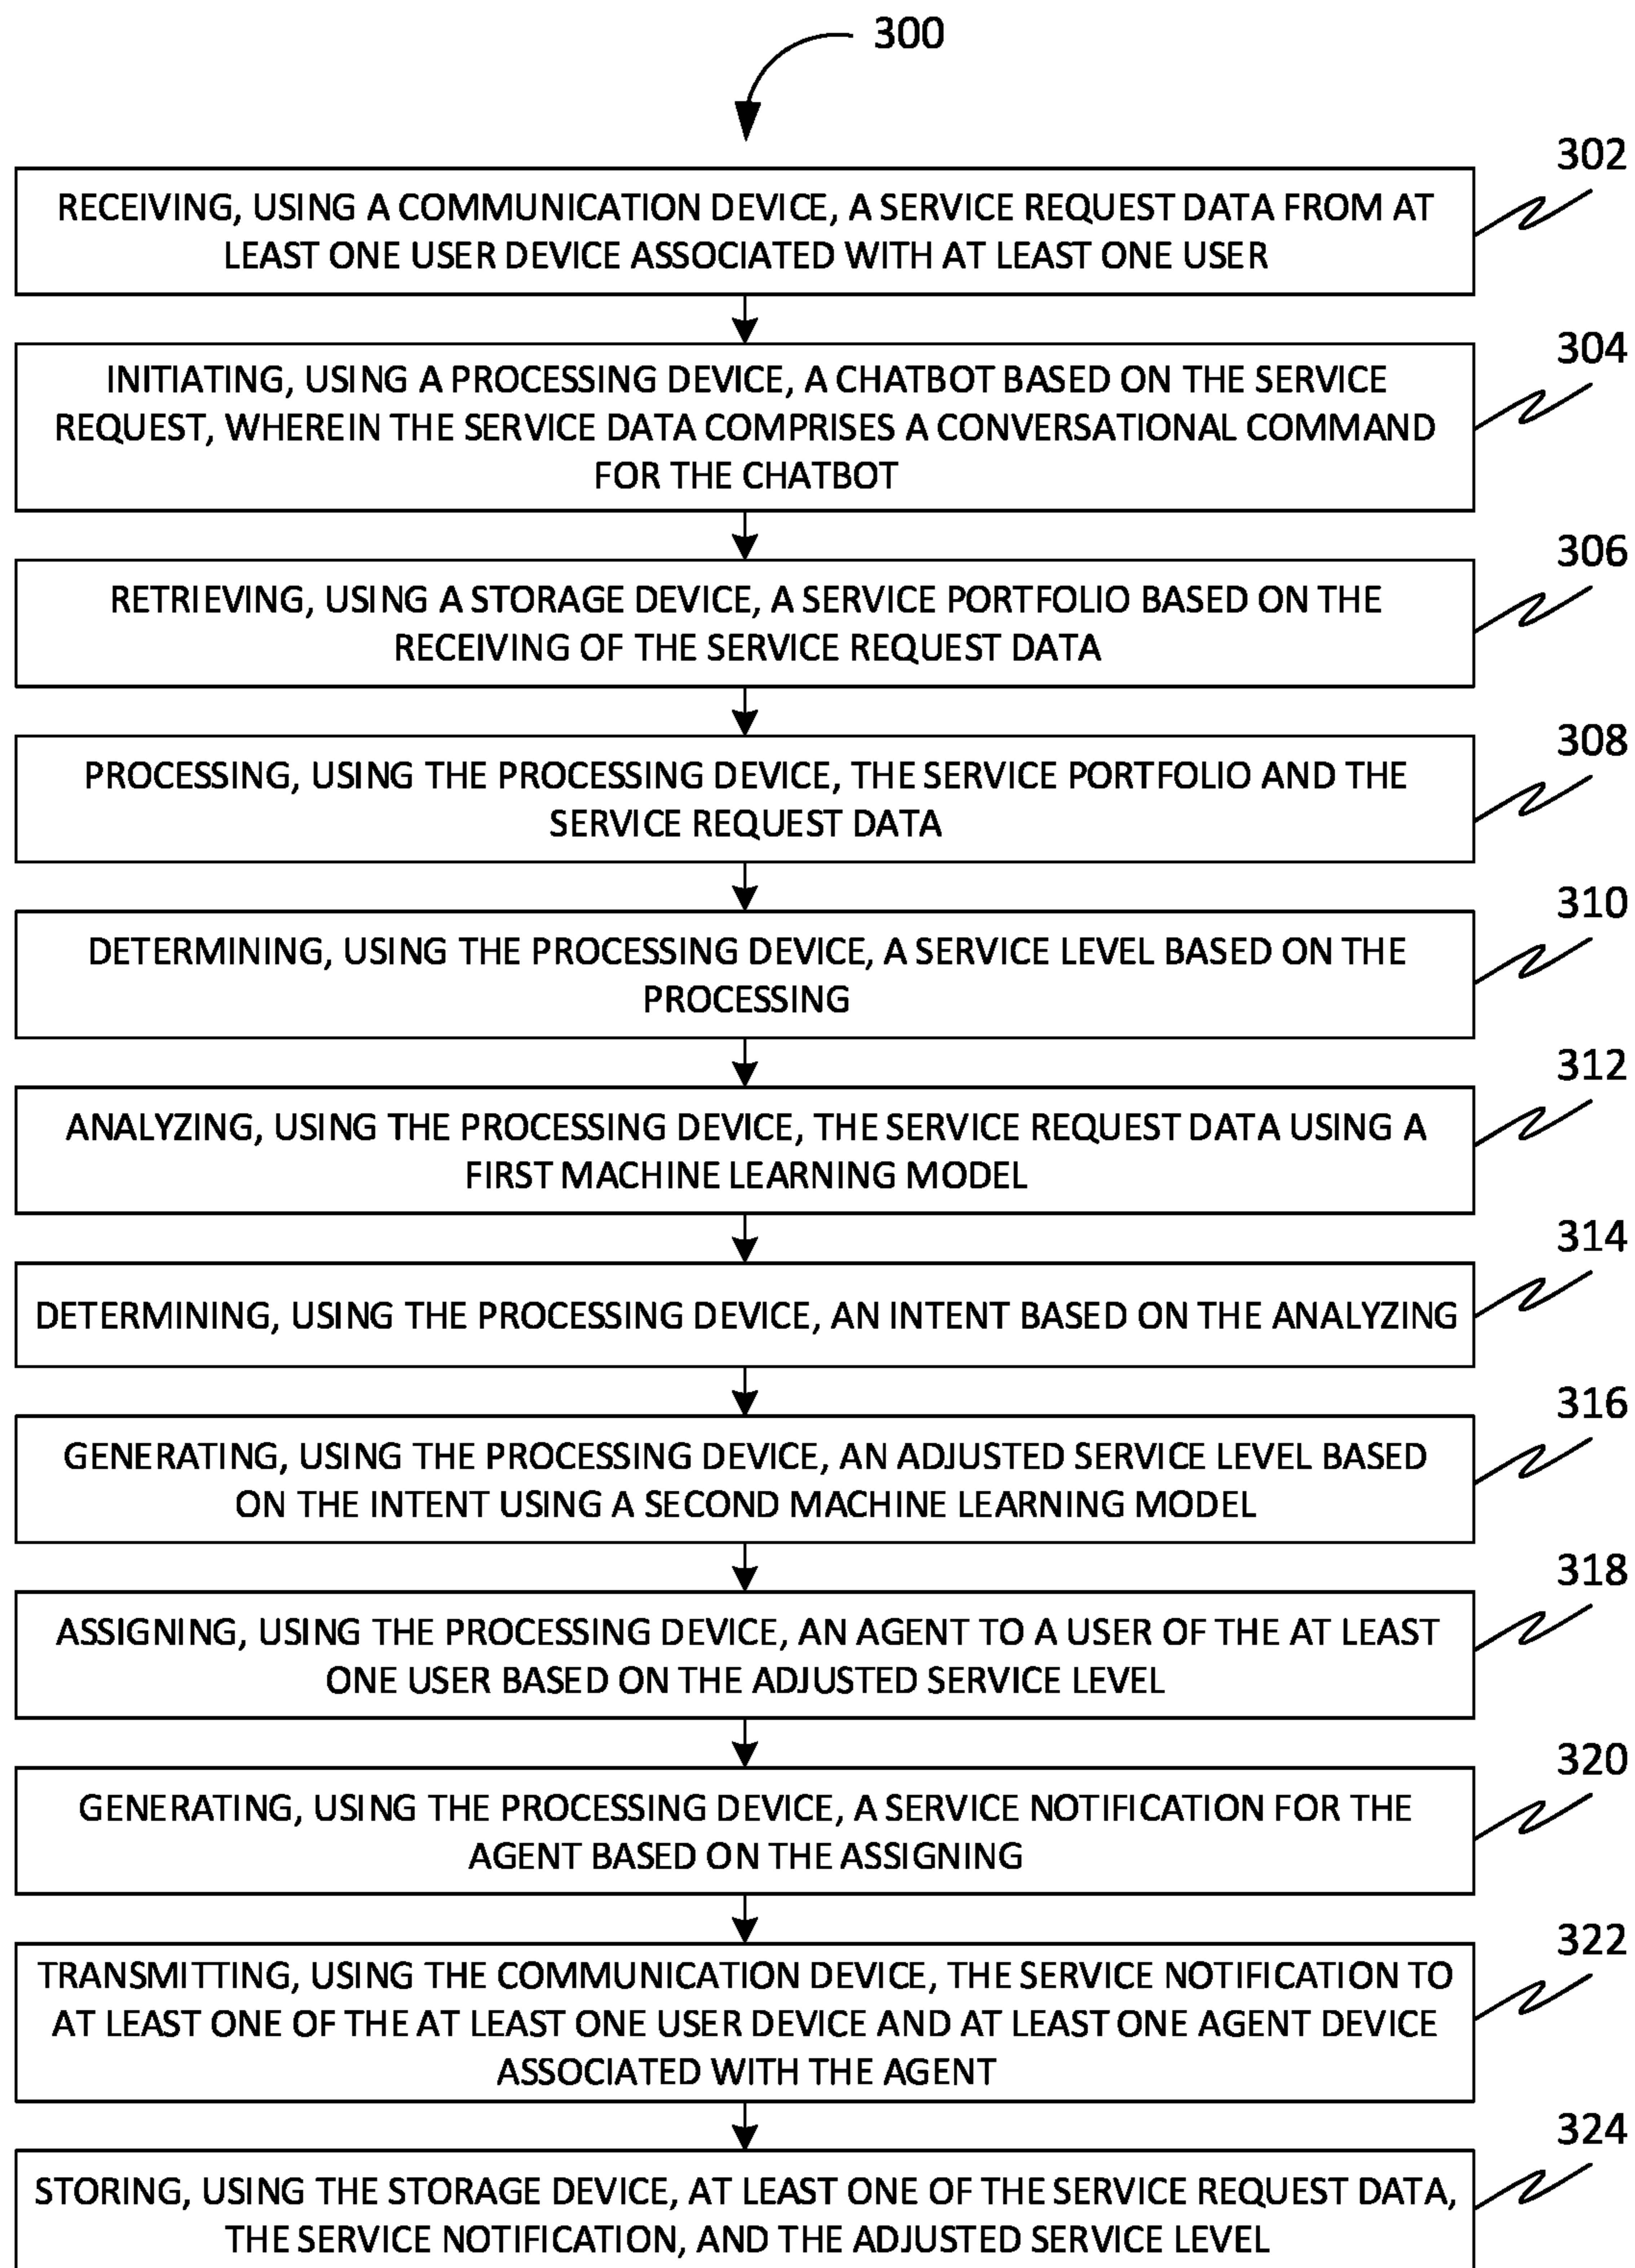 300
302
RECEIVING, USING A COMMUNICATION DEVICE, A SERVICE REQUEST DATA FROM AT
LEAST ONE USER DEVICE ASSOCIATED WITH AT LEAST ONE USER
304
INITIATING, USING A PROCESSING DEVICE, A CHATBOT BASED ON THE SERVICE
REQUEST, WHEREIN THE SERVICE DATA COMPRISES A CONVERSATIONAL COMMAND
FOR THE CHATBOT
306
RETRIEVING, USING A STORAGE DEVICE, A SERVICE PORTFOLIO BASED ON THE
RECEIVING OF THE SERVICE REQUEST DATA
308
PROCESSING, USING THE PROCESSING DEVICE, THE SERVICE PORTFOLIO AND THE
SERVICE REQUEST DATA
310
DETERMINING, USING THE PROCESSING DEVICE, A SERVICE LEVEL BASED ON THE
PROCESSING
312
ANALYZING, USING THE PROCESSING DEVICE, THE SERVICE REQUEST DATA USING A
FIRST MACHINE LEARNING MODEL
314
DETERMINING, USING THE PROCESSING DEVICE, AN INTENT BASED ON THE ANALYZING
316
GENERATING, USING THE PROCESSING DEVICE, AN ADJUSTED SERVICE LEVEL BASED
ON THE INTENT USING A SECOND MACHINE LEARNING MODEL
318
ASSIGNING, USING THE PROCESSING DEVICE, AN AGENT TO A USER OF THE AT LEAST
ONE USER BASED ON THE ADJUSTED SERVICE LEVEL
320
GENERATING, USING THE PROCESSING DEVICE, A SERVICE NOTIFICATION FOR THE
AGENT BASED ON THE ASSIGNING
322
TRANSMITTING, USING THE COMMUNICATION DEVICE, THE SERVICE NOTIFICATION TO
AT LEAST ONE OF THE AT LEAST ONE USER DEVICE AND AT LEAST ONE AGENT DEVICE
ASSOCIATED WITH THE AGENT
324
STORING, USING THE STORAGE DEVICE, AT LEAST ONE OF THE SERVICE REQUEST DATA,
THE SERVICE NOTIFICATION, AND THE ADJUSTED SERVICE LEVEL